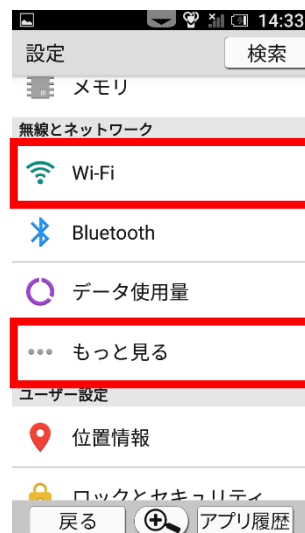 14:33
設定
検索
メモリ
無線とネットワーク
Wi-Fi
Bluetooth
データ使用量
もっと見る
ユーザー設定
位置情報
ロックとセキュリティ
戻る
アプリ履歴